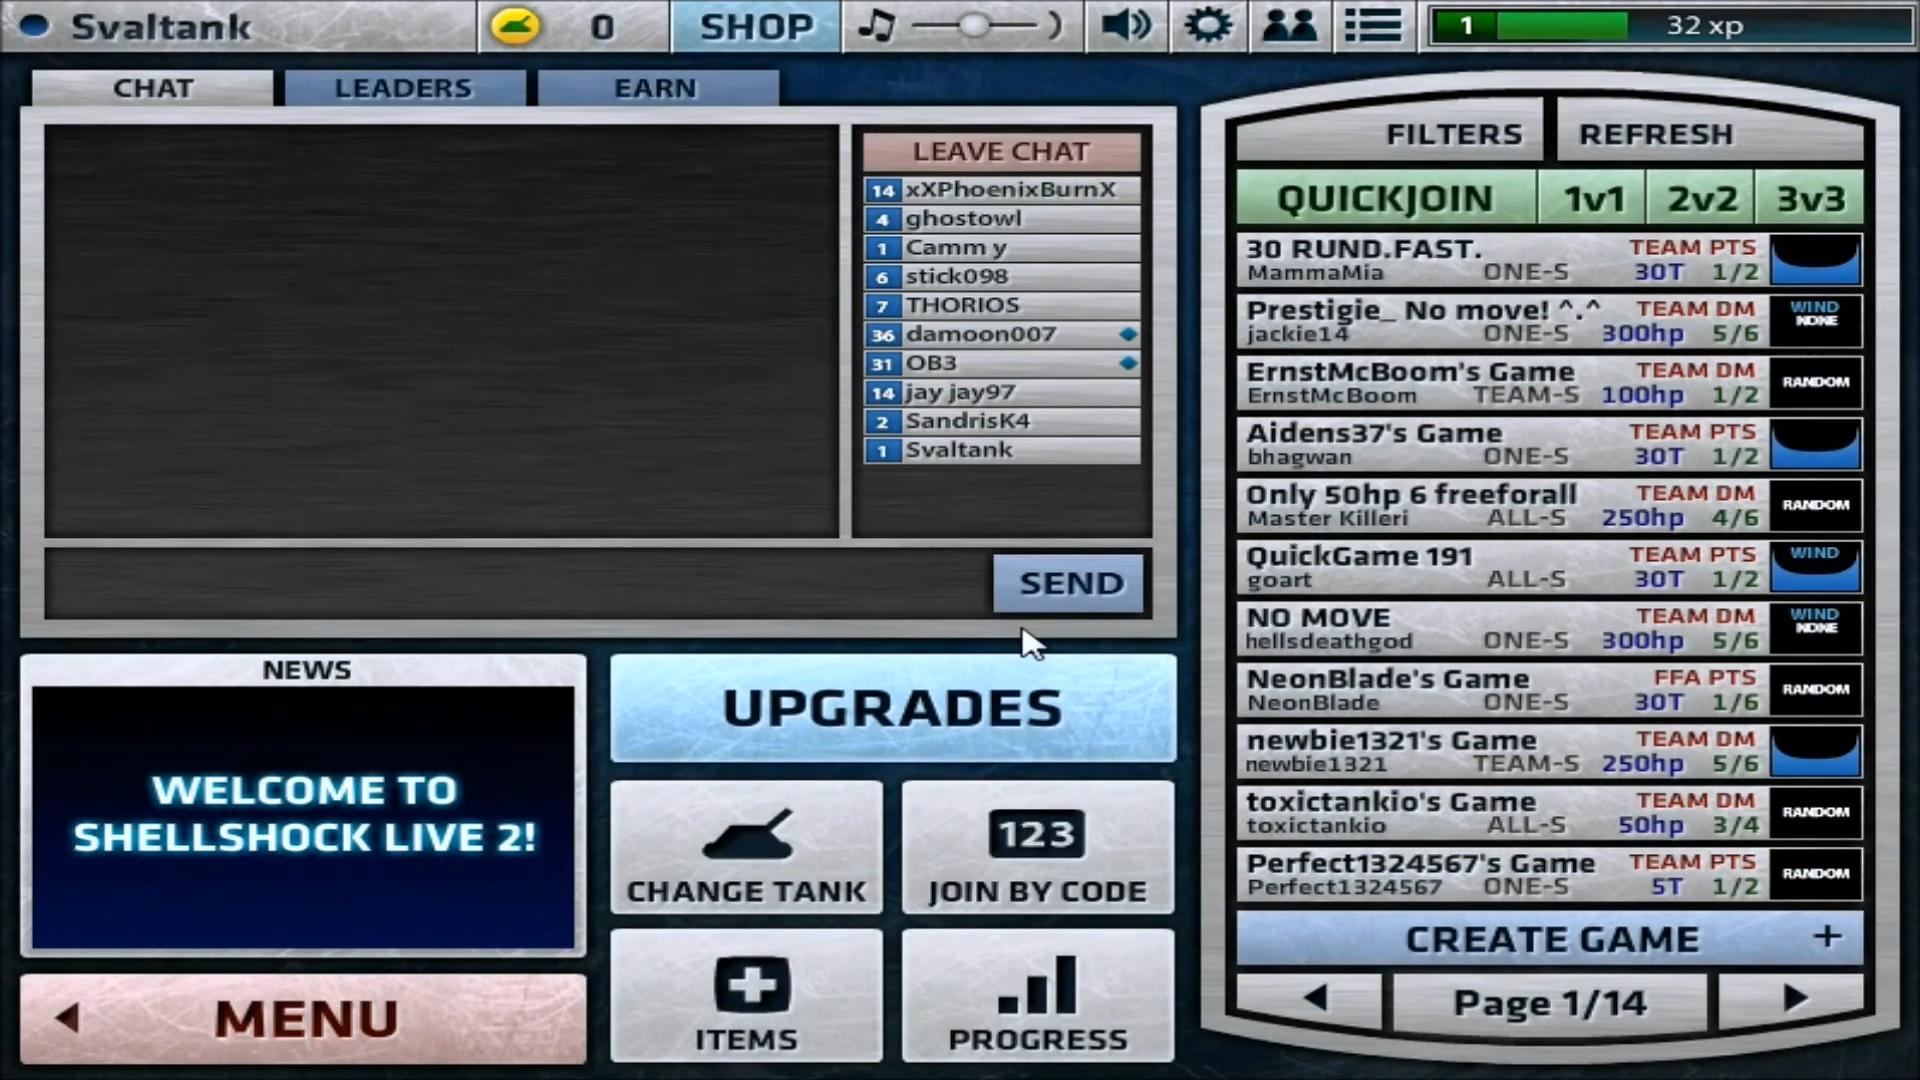 Svaltank
0
SHOP
1
32 xp
CHAT
LEADERS
EARN
LEAVE CHAT
14 xXPhoenixBurnX
4 ghostowl
1 Camm y
6 stick098
7 THORIOS
36 damoon007
31 OB3
14 jay jay97
2 SandrisK4
1 Svaltank
SEND
NEWS
WELCOME TO
SHELLSHOCK LIVE 2!
MENU
UPGRADES
CHANGE TANK
123
JOIN BY CODE
ITEMS
PROGRESS
FILTERS
REFRESH
QUICKJOIN 1v1 2v2 3v3
30 RUND.FAST. TEAM PTS
MammaMia ONE-S 30T 1/2
Prestigie_ No move! ^.^ TEAM DM WIND
jackie14 ONE-S 300hp 5/6 NONE
ErnstMcBoom's Game TEAM DM RANDOM
ErnstMcBoom TEAM-S 100hp 1/2
Aidens37's Game TEAM PTS
bhagwan ONE-S 30T 1/2
Only 50hp 6 freeforall TEAM DM RANDOM
Master Killeri ALL-S 250hp 4/6
QuickGame 191 TEAM PTS WIND
goart ALL-S 30T 1/2
NO MOVE TEAM DM WIND
hellsdeathgod ONE-S 300hp 5/6 NONE
NeonBlade's Game FFA PTS RANDOM
NeonBlade ONE-S 30T 1/6
newbie1321's Game TEAM DM
newbie1321 TEAM-S 250hp 5/6
toxictankio's Game TEAM DM RANDOM
toxictankio ALL-S 50hp 3/4
Perfect1324567's Game TEAM PTS RANDOM
Perfect1324567 ONE-S 5T 1/2
CREATE GAME +
Page 1/14